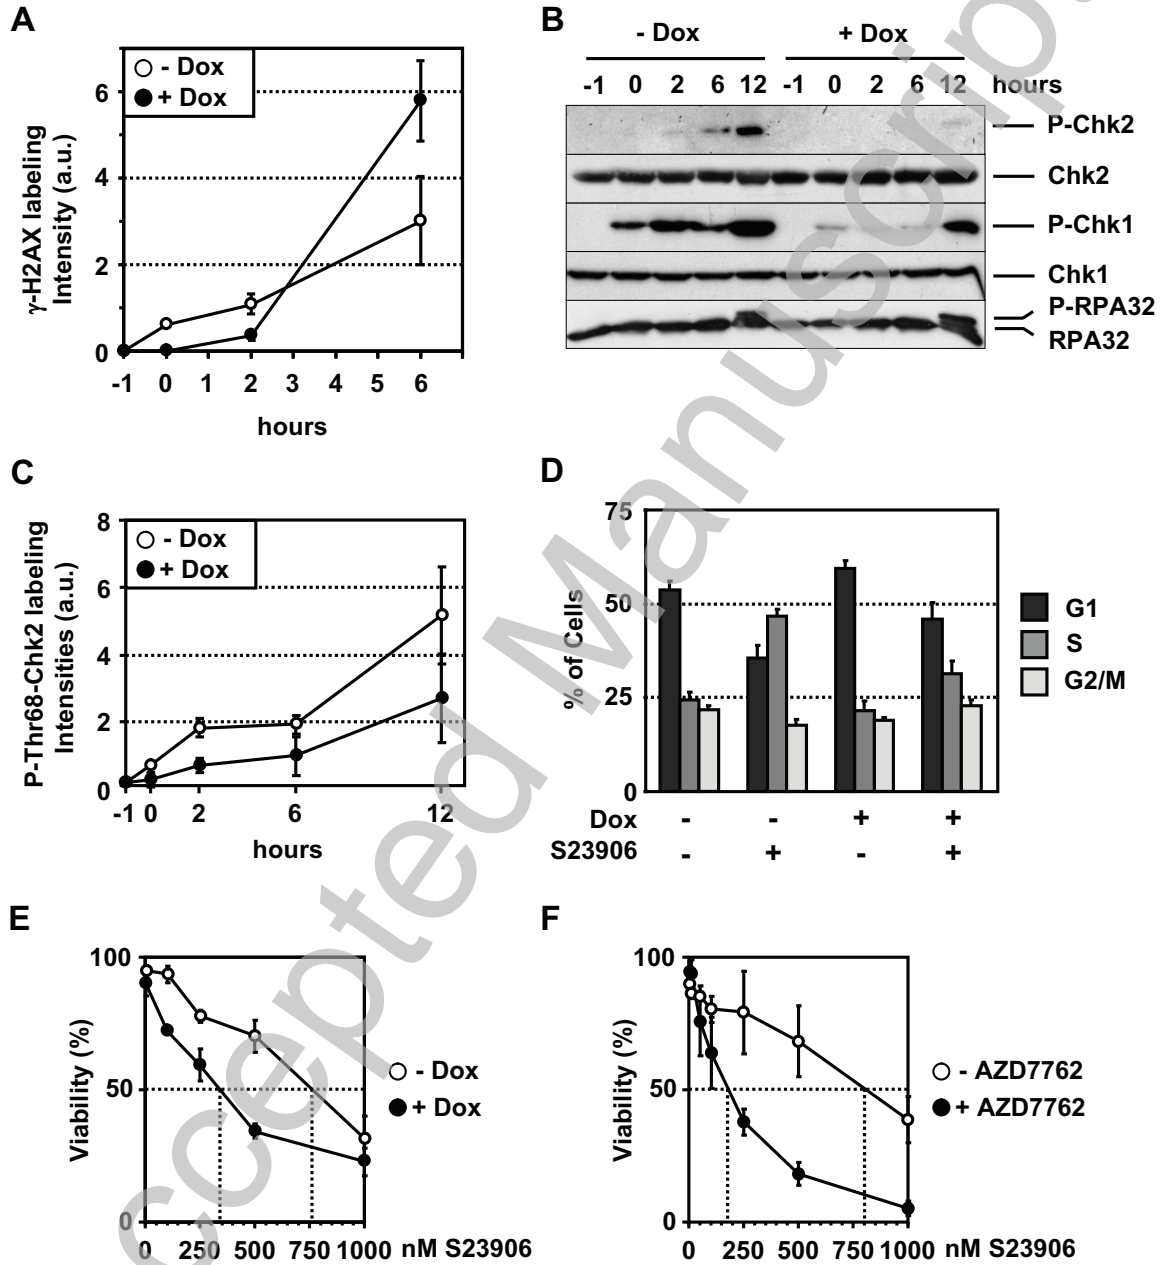 A
γ-H2AX labeling
Intensity (a.u.)
- Dox
+ Dox
6
4
2
0
-1 0 1 2 3 4 5 6
hours
B
- Dox + Dox
-1 0 2 6 12 -1 0 2 6 12 hours
P-Chk2
Chk2
P-Chk1
Chk1
P-RPA32
RPA32
C
P-Thr68-Chk2 labeling
Intensities (a.u.)
- Dox
+ Dox
8
6
4
2
0
-1 0 2 6 12
hours
D
% of Cells
75
50
25
0
G1
S
G2/M
Dox - - + +
S23906 - + - +
E
Viability (%)
100
50
0
0 250 500 750 1000 nM S23906
- Dox
+ Dox
F
Viability (%)
100
50
0
0 250 500 750 1000 nM S23906
- AZD7762
+ AZD7762
ccepted Manuscrip